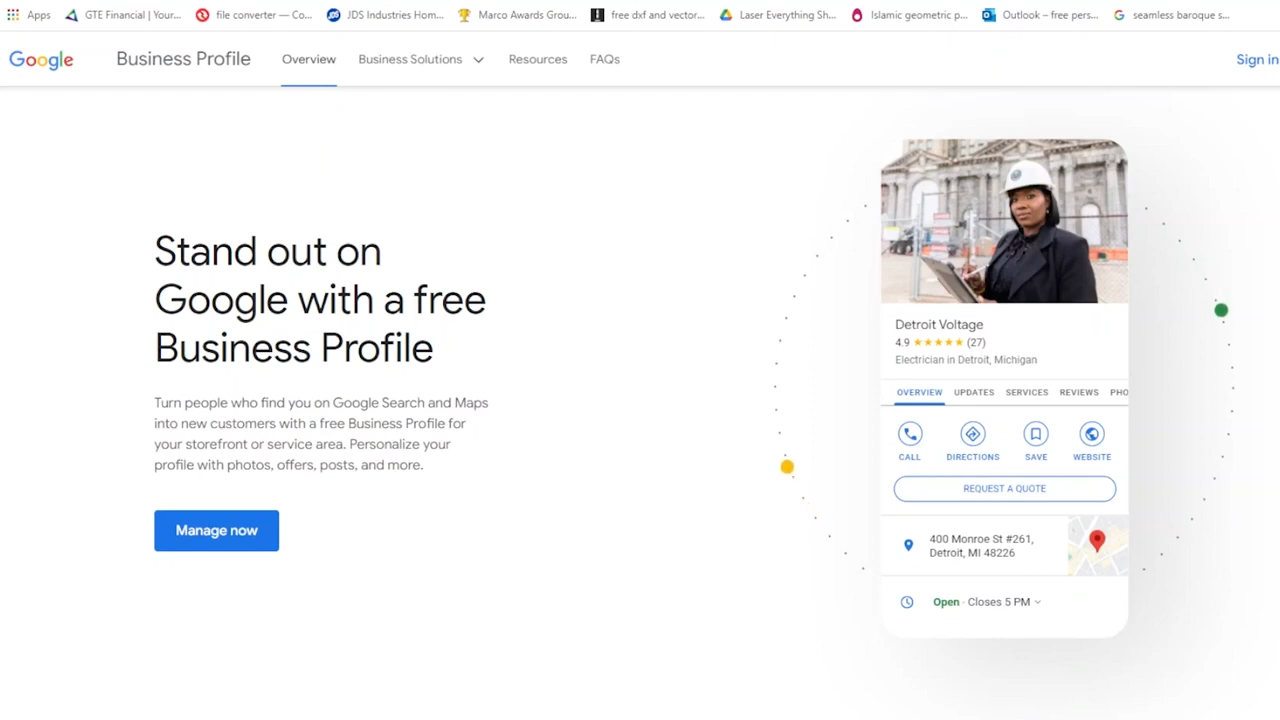 Apps GTE Financial | Your... file converter — Co... JDS Industries Hom... Marco Awards Grou... free dxf and vector... Laser Everything Sh... Islamic geometric p... Outlook – free pers... seamless baroque s...
Google Business Profile Overview Business Solutions Resources FAQs Sign in
Stand out on
Google with a free
Business Profile
Turn people who find you on Google Search and Maps
into new customers with a free Business Profile for
your storefront or service area. Personalize your
profile with photos, offers, posts, and more.
Manage now
Detroit Voltage
4.9 ★★★★★ (27)
Electrician in Detroit, Michigan
OVERVIEW UPDATES SERVICES REVIEWS PHO
CALL DIRECTIONS SAVE WEBSITE
REQUEST A QUOTE
400 Monroe St #261,
Detroit, MI 48226
Open · Closes 5 PM